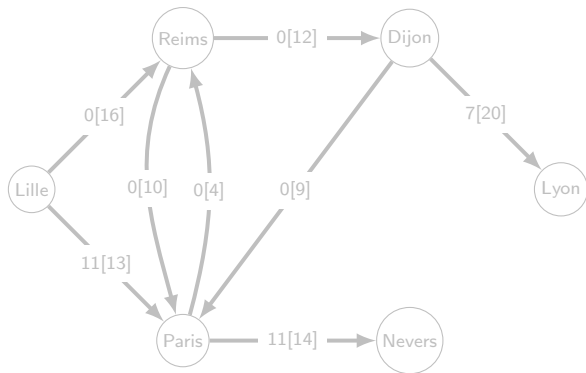 Reims
0[12]
Dijon
0[16]
7[20]
Lille
0[10]
0[4]
0[9]
Lyon
11[13]
Paris
11[14]
Nevers